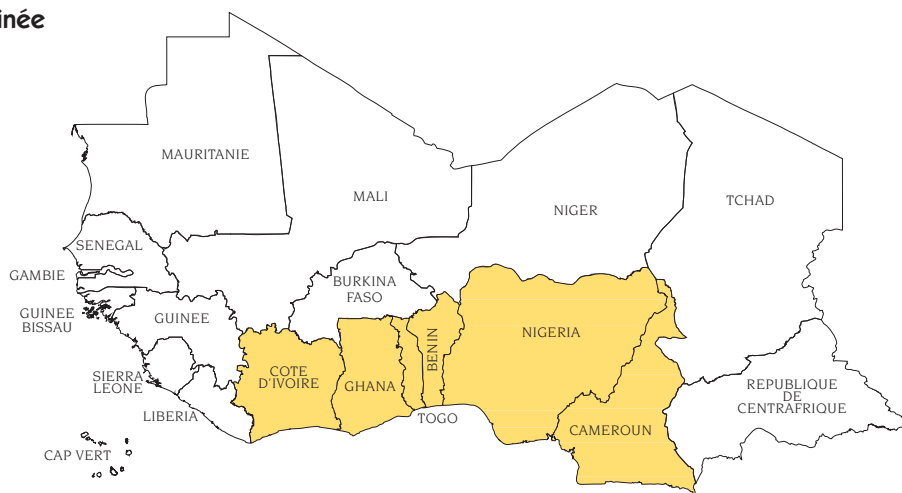 inée
MAURITANIE
MALI
NIGER
TCHAD
SENEGAL
GAMBIE
GUINEE
BISSAU
GUINEE
BURKINA
FASO
NIGERIA
BENIN
COTE
D'IVOIRE
GHANA
SIERRA
LEONE
LIBERIA
TOGO
CAMEROUN
REPUBLIQUE
DE
CENTRAFRIQUE
CAP VERT